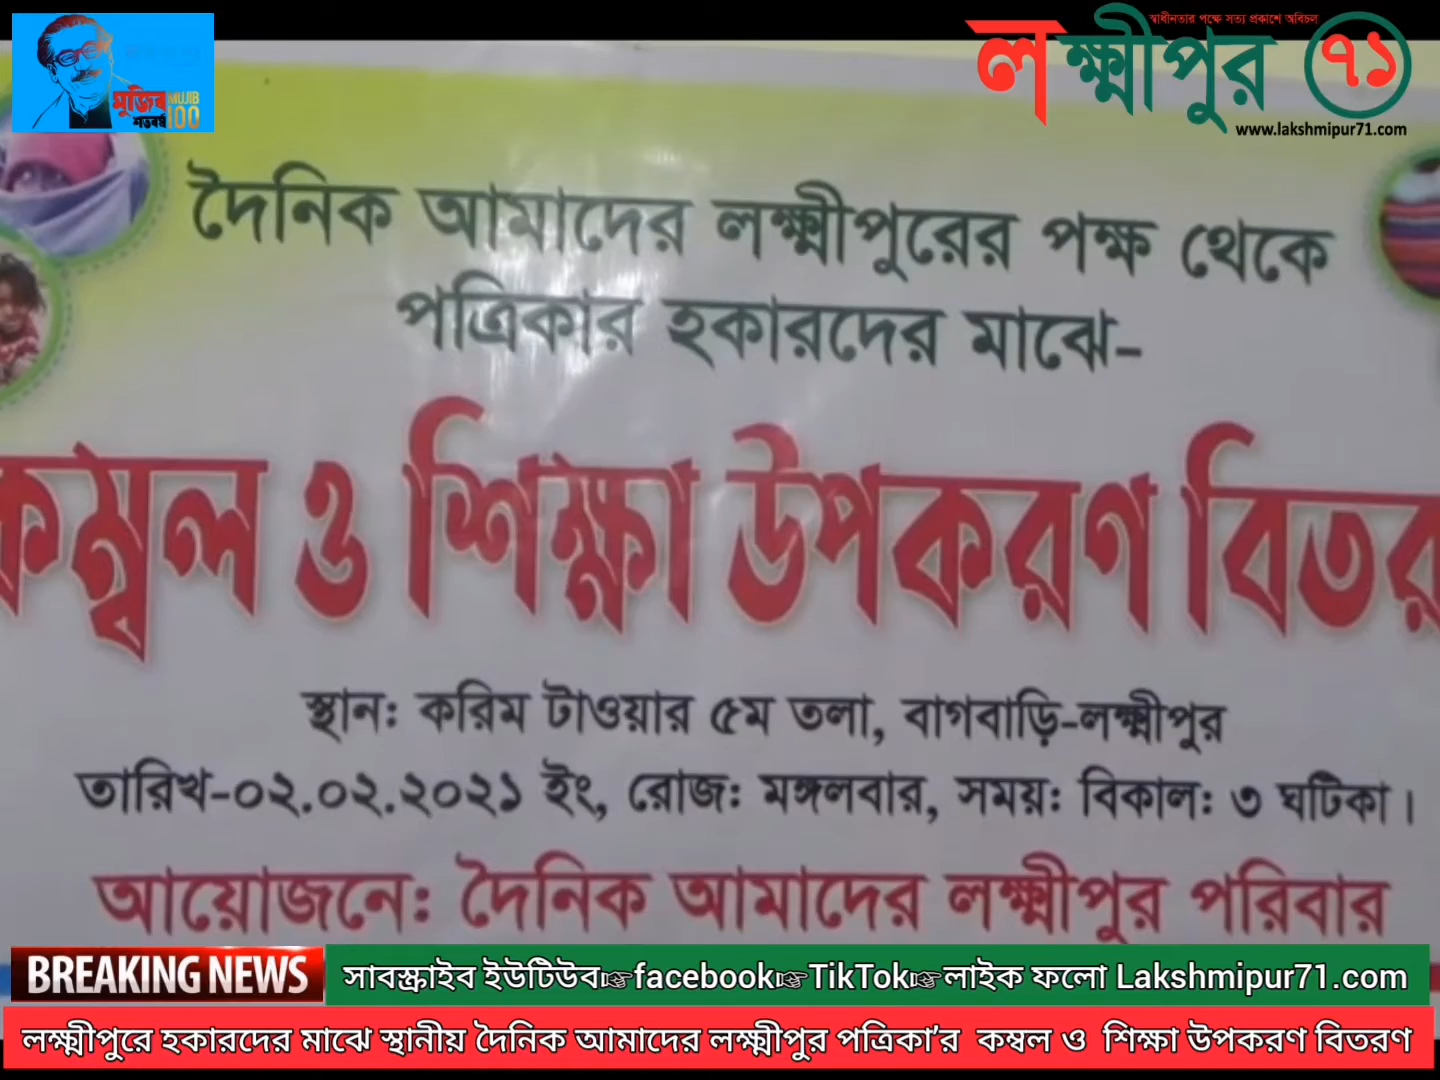 মুজিব MUJIB
শতবর্ষ 100
স্বাধীনতার পক্ষে সত্য প্রকাশে অবিচল
লক্ষ্মীপুর ৭১
www.lakshmipur71.com
দৈনিক আমাদের লক্ষ্মীপুরের পক্ষ থেকে
পত্রিকার হকারদের মাঝে-
কম্বল ও শিক্ষা উপকরণ বিতর
স্থান: করিম টাওয়ার ৫ম তলা, বাগবাড়ি-লক্ষ্মীপুর
তারিখ-০২.০২.২০২১ ইং, রোজ: মঙ্গলবার, সময়: বিকাল: ৩ ঘটিকা।
আয়োজনে: দৈনিক আমাদের লক্ষ্মীপুর পরিবার
BREAKING NEWS সাবস্ক্রাইব ইউটিউব☞facebook☞TikTok☞লাইক ফলো Lakshmipur71.com
লক্ষ্মীপুরে হকারদের মাঝে স্থানীয় দৈনিক আমাদের লক্ষ্মীপুর পত্রিকা'র কম্বল ও শিক্ষা উপকরণ বিতরণ